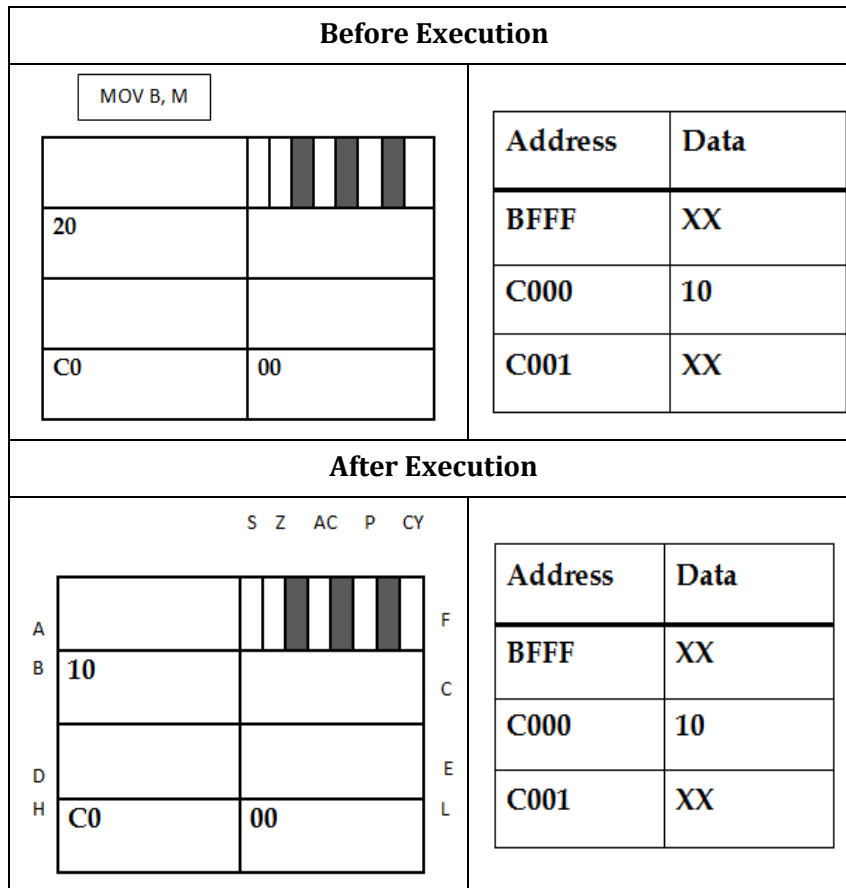 Before Execution
MOV B, M
20
C0 00
Address Data
BFFF XX
C000 10
C001 XX
After Execution
S Z AC P CY
A F
B 10 C
D E
H C0 00 L
Address Data
BFFF XX
C000 10
C001 XX